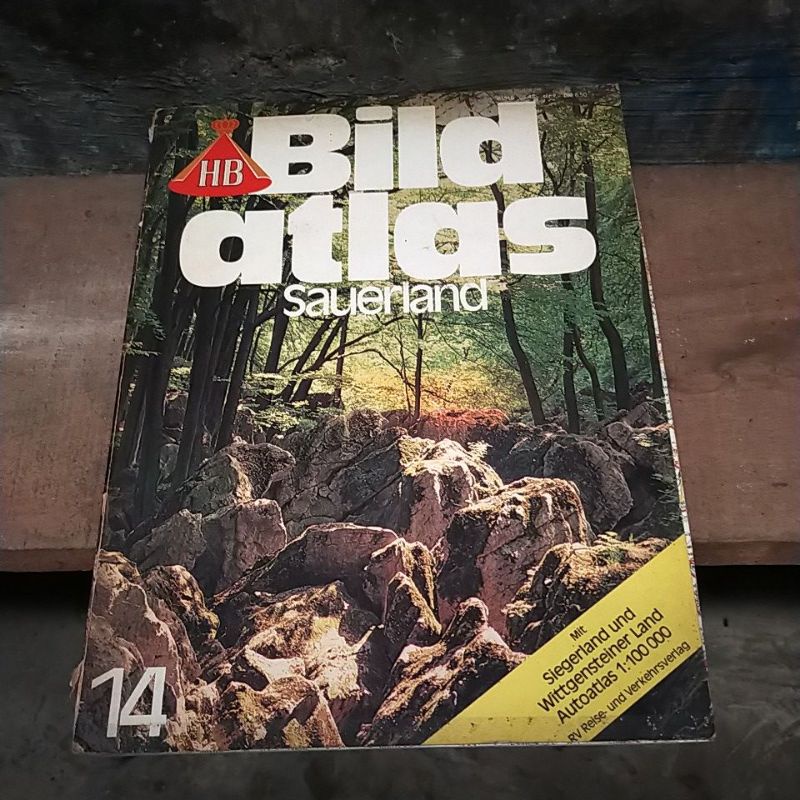 HB
Bild
atlas
Sauerland
14
Mit
Siegerland und
Wittgensteiner Land
Autoatlas 1:100 000
RV Reise- und Verkehrsverlag